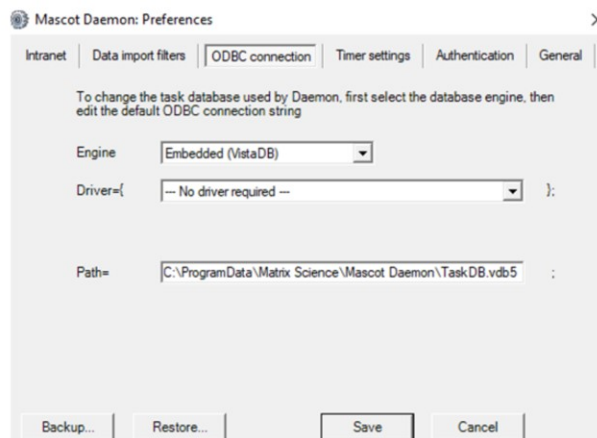 Mascot Daemon: Preferences
Intranet Data import filters ODBC connection Timer settings Authentication General
To change the task database used by Daemon, first select the database engine, then
edit the default ODBC connection string
Engine Embedded (VistaDB)
Driver={ --- No driver required --- };
Path= C:\ProgramData\Matrix Science\Mascot Daemon\TaskDB.vdb5 ;
Backup... Restore... Save Cancel